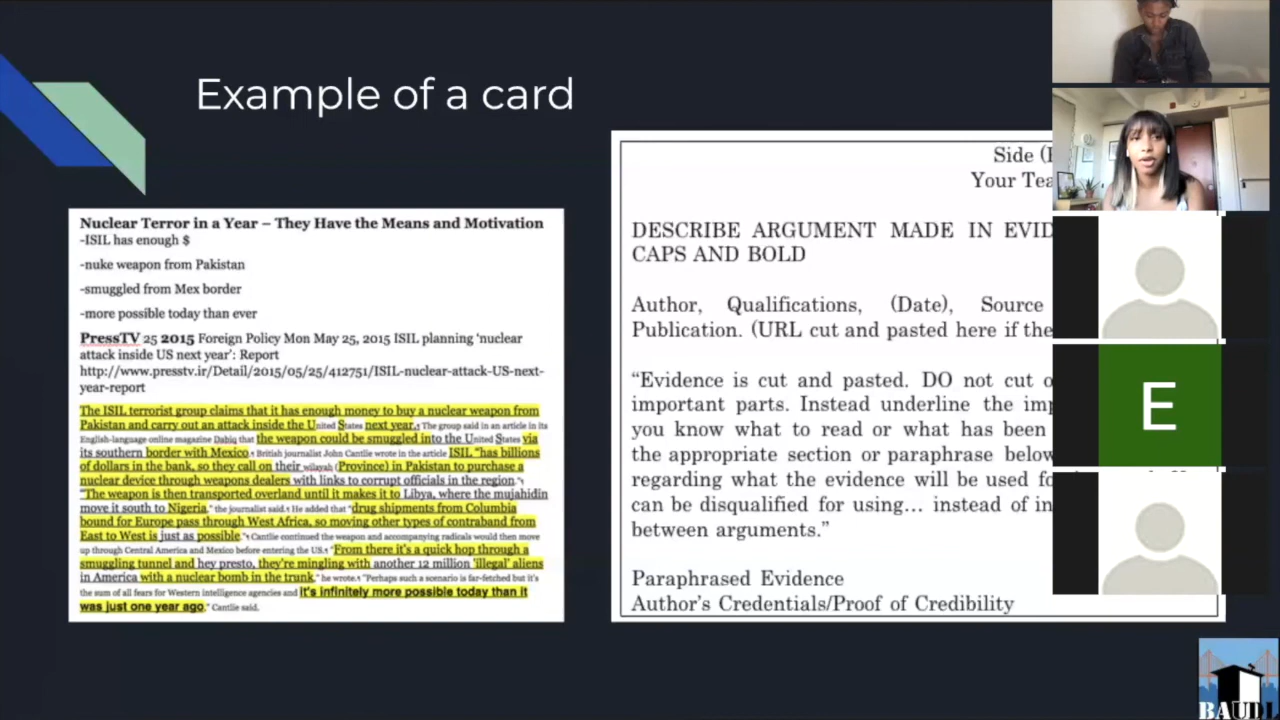 Example of a card
Nuclear Terror in a Year – They Have the Means and Motivation
-ISIL has enough $
-nuke weapon from Pakistan
-smuggled from Mex border
-more possible today than ever
PressTV 25 2015 Foreign Policy Mon May 25, 2015 ISIL planning 'nuclear
attack inside US next year': Report
http://www.presstv.ir/Detail/2015/05/25/412751/ISIL-nuclear-attack-US-next-
year-report
The ISIL terrorist group claims that it has enough money to buy a nuclear weapon from
Pakistan and carry out an attack inside the United States next year.¶ The group said in an article in its
English-language online magazine Dabiq that the weapon could be smuggled into the United States via
its southern border with Mexico.¶ British journalist John Cantlie wrote in the article ISIL "has billions
of dollars in the bank, so they call on their wilayah (Province) in Pakistan to purchase a
nuclear device through weapons dealers with links to corrupt officials in the region."¶
"The weapon is then transported overland until it makes it to Libya, where the mujahidin
move it south to Nigeria," the journalist said.¶ He added that "drug shipments from Columbia
bound for Europe pass through West Africa, so moving other types of contraband from
East to West is just as possible."¶ Cantlie continued the weapon and accompanying radicals would then move
up through Central America and Mexico before entering the US.¶ "From there it's a quick hop through a
smuggling tunnel and hey presto, they're mingling with another 12 million 'illegal' aliens
in America with a nuclear bomb in the trunk," he wrote.¶ "Perhaps such a scenario is far-fetched but it's
the sum of all fears for Western intelligence agencies and it's infinitely more possible today than it
was just one year ago," Cantlie said.
Side (
Your Tea
DESCRIBE ARGUMENT MADE IN EVID
CAPS AND BOLD
Author, Qualifications, (Date), Source
Publication. (URL cut and pasted here if the
"Evidence is cut and pasted. DO not cut o
important parts. Instead underline the im
you know what to read or what has been
the appropriate section or paraphrase below
regarding what the evidence will be used fo
can be disqualified for using... instead of in
between arguments."
Paraphrased Evidence
Author's Credentials/Proof of Credibility
E
BAUDL